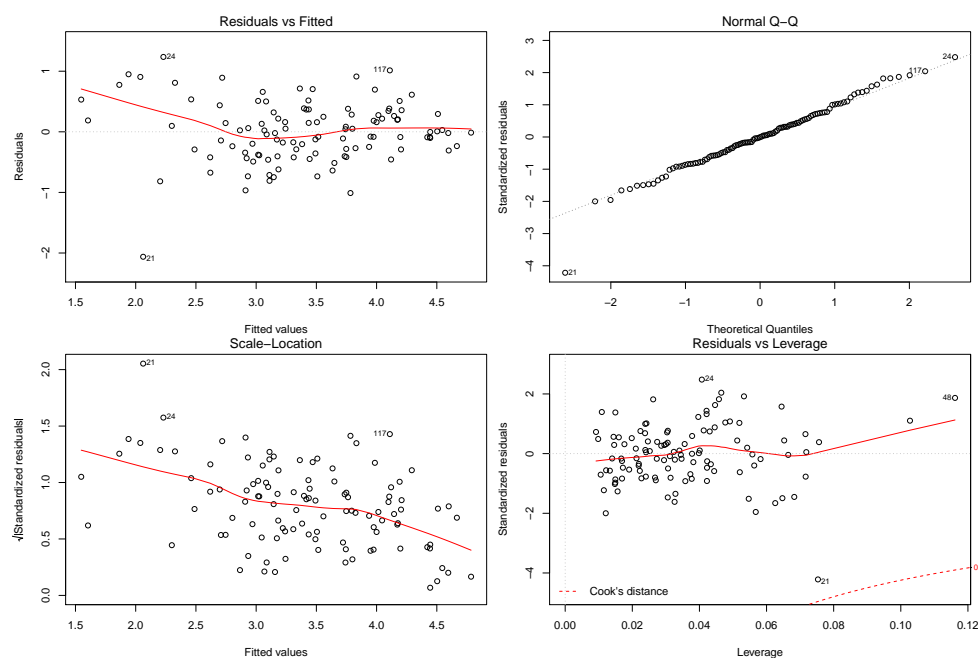 Residuals vs Fitted
Residuals
1
0
−1
−2
24
117
21
1.5 2.0 2.5 3.0 3.5 4.0 4.5
Fitted values
Normal Q−Q
Standardized residuals
3
2
1
0
−1
−2
−3
−4
24
117
21
−2 −1 0 1 2
Theoretical Quantiles
Scale−Location
√|Standardized residuals|
2.0
1.5
1.0
0.5
0.0
21
24
117
1.5 2.0 2.5 3.0 3.5 4.0 4.5
Fitted values
Residuals vs Leverage
Standardized residuals
2
0
−2
−4
24
48
21
Cook's distance
0.00 0.02 0.04 0.06 0.08 0.10 0.12
Leverage